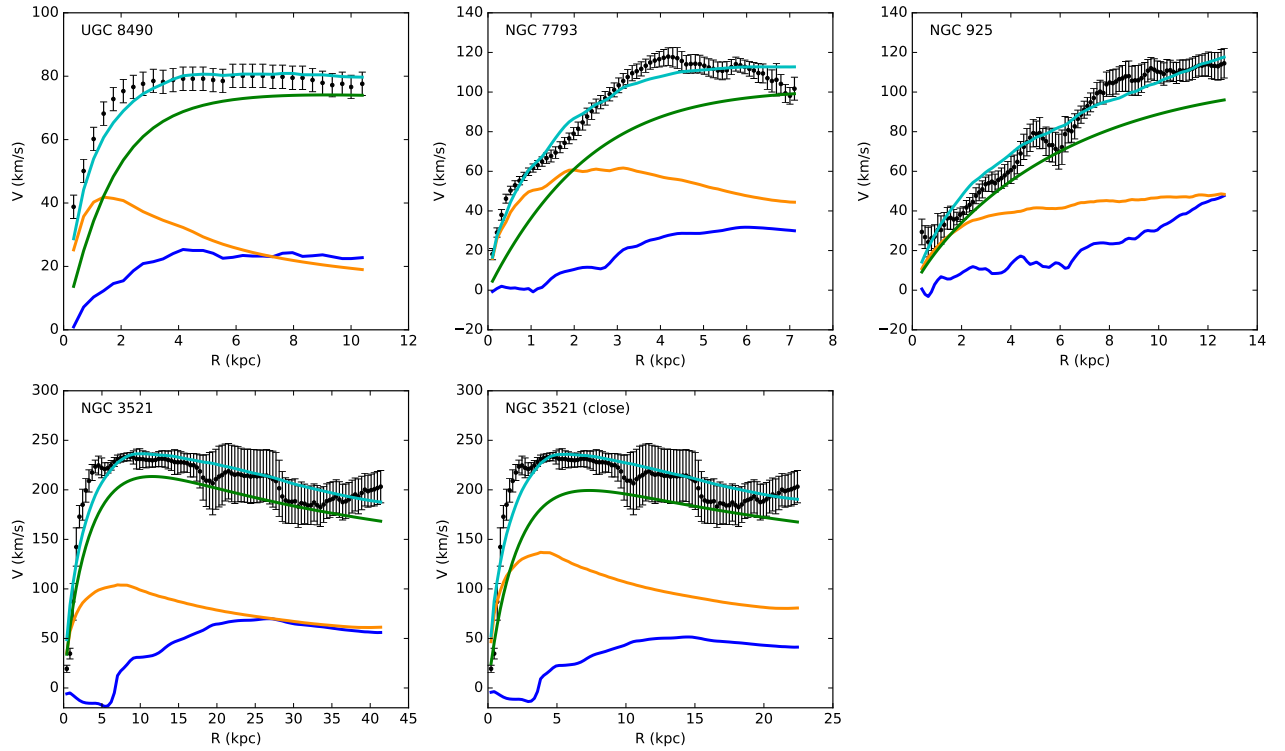 UGC 8490
V (km/s)
100
80
60
40
20
0
0 2 4 6 8 10 12
R (kpc)
NGC 7793
V (km/s)
140
120
100
80
60
40
20
0
−20
0 1 2 3 4 5 6 7 8
R (kpc)
NGC 925
V (km/s)
140
120
100
80
60
40
20
0
−20
0 2 4 6 8 10 12 14
R (kpc)
NGC 3521
V (km/s)
300
250
200
150
100
50
0
0 5 10 15 20 25 30 35 40 45
R (kpc)
NGC 3521 (close)
V (km/s)
300
250
200
150
100
50
0
0 5 10 15 20 25
R (kpc)